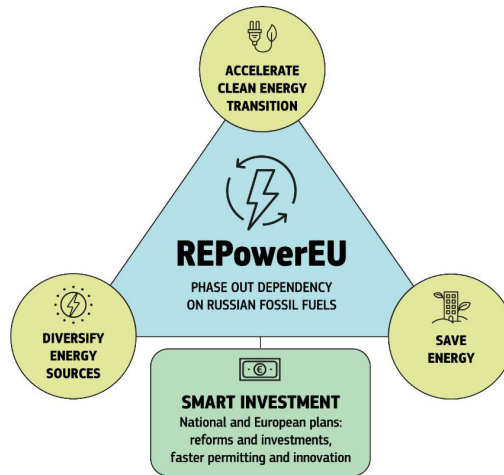 ACCELERATE
CLEAN ENERGY
TRANSITION
REPowerEU
PHASE OUT DEPENDENCY
ON RUSSIAN FOSSIL FUELS
DIVERSIFY
ENERGY
SOURCES
SAVE
ENERGY
€
SMART INVESTMENT
National and European plans:
reforms and investments,
faster permitting and innovation